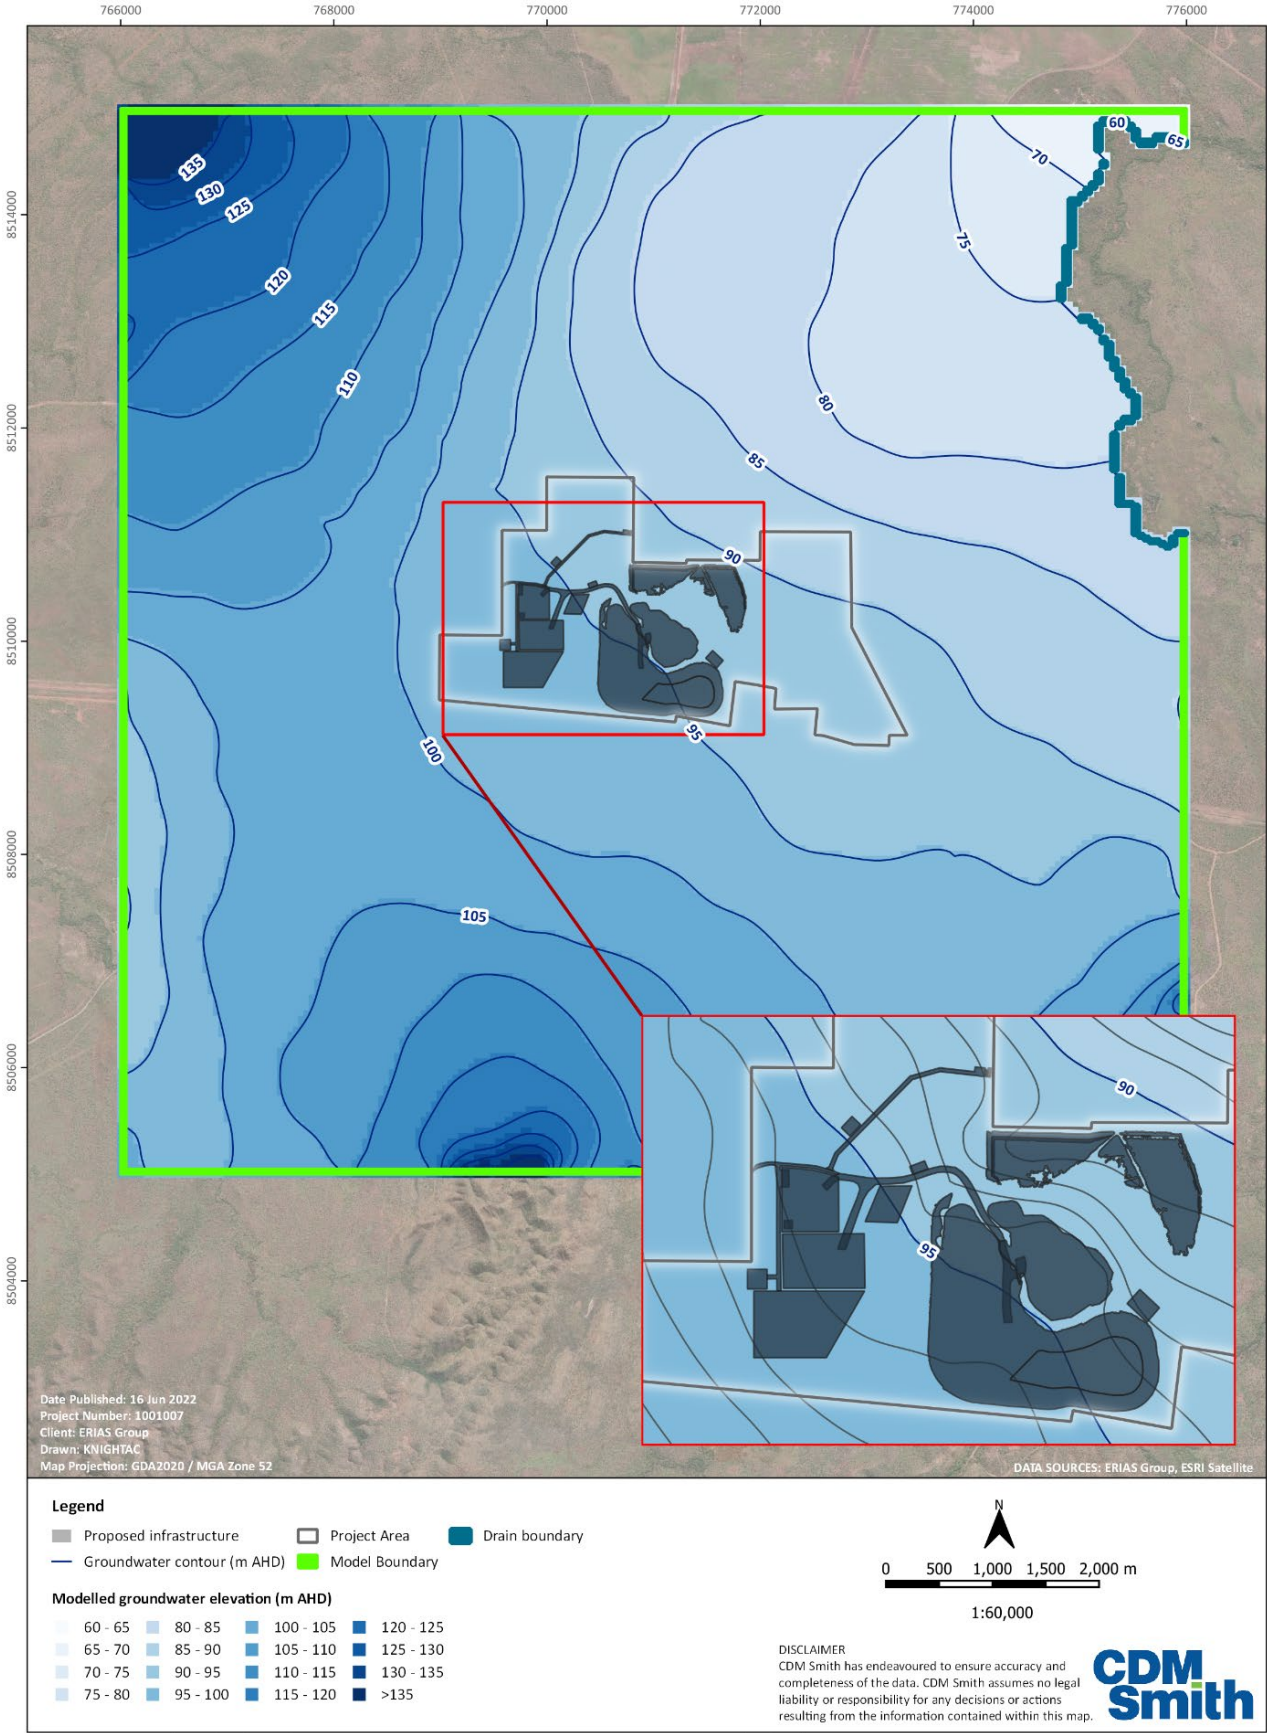 766000 768000 770000 772000 774000 776000
8514000
8512000
8510000
8508000
8506000
8504000
60
65
70
135
130
125
75
120
115
110
80
85
90
95
100
105
90
95
Date Published: 16 Jun 2022
Project Number: 1001007
Client: ERIAS Group
Drawn: KNIGHTAC
Map Projection: GDA2020 / MGA Zone 52
DATA SOURCES: ERIAS Group, ESRI Satellite
Legend
Proposed infrastructure Project Area Drain boundary
Groundwater contour (m AHD) Model Boundary
Modelled groundwater elevation (m AHD)
60 - 65 80 - 85 100 - 105 120 - 125
65 - 70 85 - 90 105 - 110 125 - 130
70 - 75 90 - 95 110 - 115 130 - 135
75 - 80 95 - 100 115 - 120 >135
N
0 500 1,000 1,500 2,000 m
1:60,000
DISCLAIMER
CDM Smith has endeavoured to ensure accuracy and
completeness of the data. CDM Smith assumes no legal
liability or responsibility for any decisions or actions
resulting from the information contained within this map.
CDM
Smith